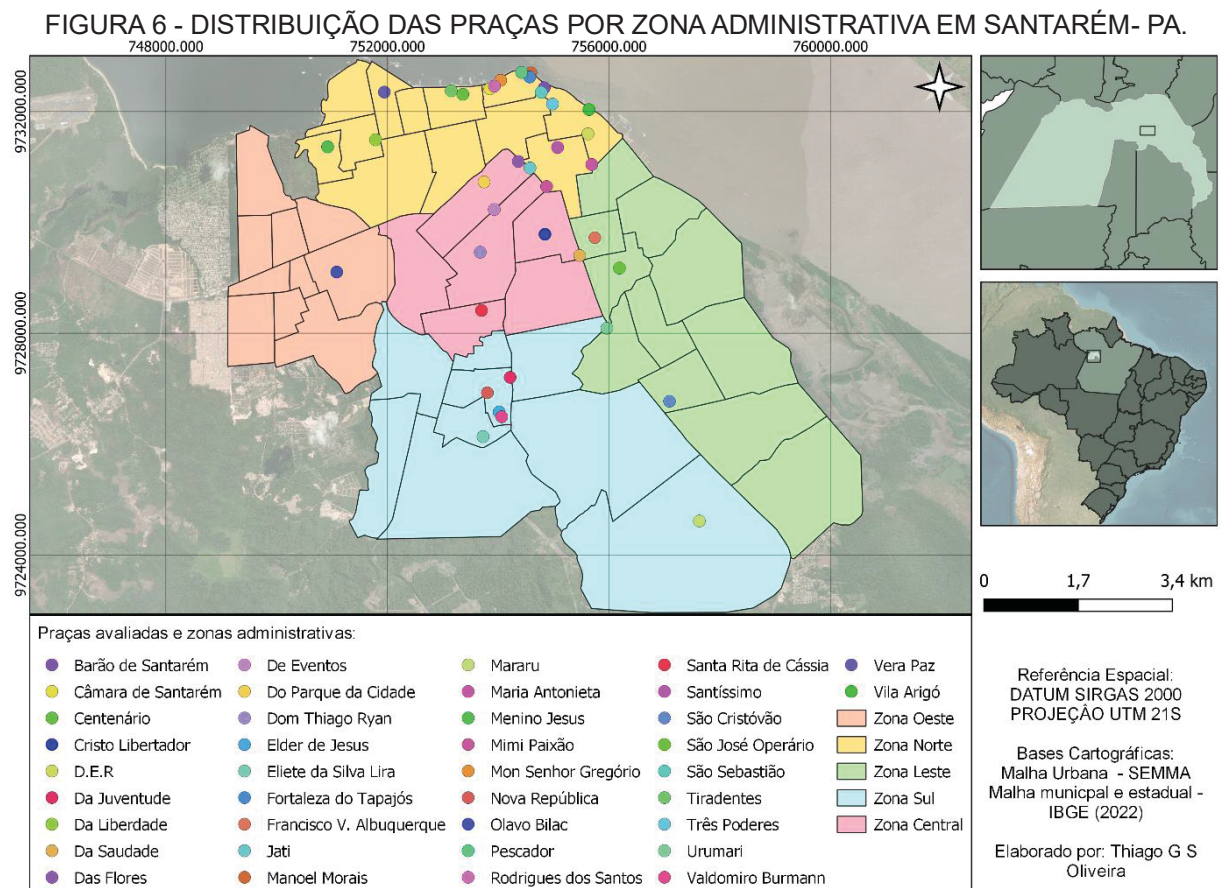 FIGURA 6 - DISTRIBUIÇÃO DAS PRAÇAS POR ZONA ADMINISTRATIVA EM SANTARÉM- PA.
748000.000 752000.000 756000.000 760000.000
9732000.000
9728000.000
9724000.000
0 1,7 3,4 km
Praças avaliadas e zonas administrativas:
Barão de Santarém
Câmara de Santarém
Centenário
Cristo Libertador
D.E.R
Da Juventude
Da Liberdade
Da Saudade
Das Flores
De Eventos
Do Parque da Cidade
Dom Thiago Ryan
Elder de Jesus
Eliete da Silva Lira
Fortaleza do Tapajós
Francisco V. Albuquerque
Jati
Manoel Morais
Mararu
Maria Antonieta
Menino Jesus
Mimi Paixão
Mon Senhor Gregório
Nova República
Olavo Bilac
Pescador
Rodrigues dos Santos
Santa Rita de Cássia
Santíssimo
São Cristóvão
São José Operário
São Sebastião
Tiradentes
Três Poderes
Urumari
Valdomiro Burmann
Vera Paz
Vila Arigó
Zona Oeste
Zona Norte
Zona Leste
Zona Sul
Zona Central
Referência Espacial:
DATUM SIRGAS 2000
PROJEÇÂO UTM 21S
Bases Cartográficas:
Malha Urbana - SEMMA
Malha municpal e estadual -
IBGE (2022)
Elaborado por: Thiago G S
Oliveira